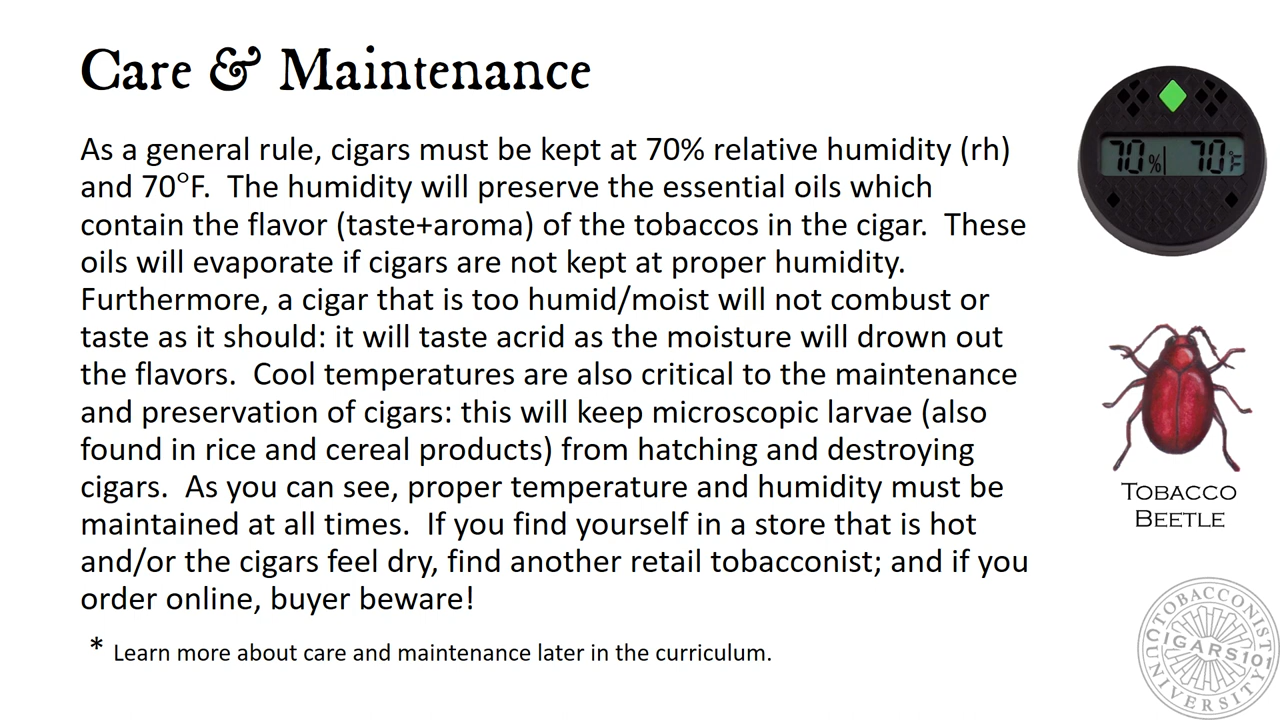 Care & Maintenance
As a general rule, cigars must be kept at 70% relative humidity (rh)
and 70°F.  The humidity will preserve the essential oils which
contain the flavor (taste+aroma) of the tobaccos in the cigar.  These
oils will evaporate if cigars are not kept at proper humidity.
Furthermore, a cigar that is too humid/moist will not combust or
taste as it should: it will taste acrid as the moisture will drown out
the flavors.  Cool temperatures are also critical to the maintenance
and preservation of cigars: this will keep microscopic larvae (also
found in rice and cereal products) from hatching and destroying
cigars.  As you can see, proper temperature and humidity must be
maintained at all times.  If you find yourself in a store that is hot
and/or the cigars feel dry, find another retail tobacconist; and if you
order online, buyer beware!
* Learn more about care and maintenance later in the curriculum.
70% 70°F
TOBACCO
BEETLE
TOBACCONIST
CIGARS101
UNIVERSITY